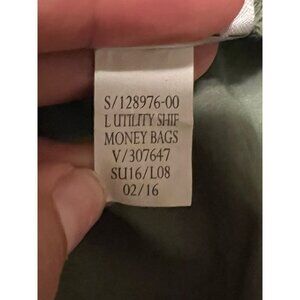 S/128976-00
L UTILITY SHIF
MONEY BAGS
V/307647
SU16/L08
02/16